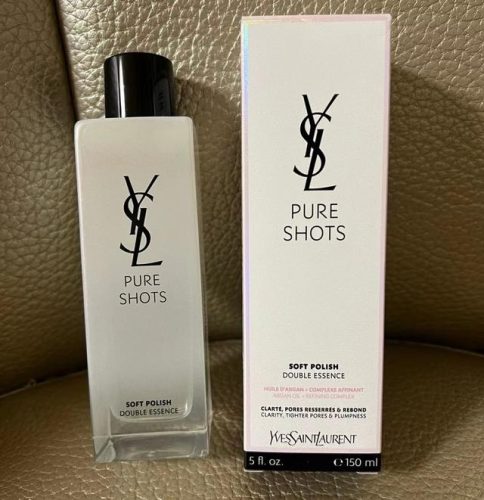 YSL
PURE
SHOTS
SOFT POLISH
DOUBLE ESSENCE
YSL
PURE
SHOTS
SOFT POLISH
DOUBLE ESSENCE
HUILE D'ARGAN + COMPLEXE AFFINANT
ARGAN OIL + REFINING COMPLEX
CLARTÉ, PORES RESSERRÉS & REBOND
CLARITY, TIGHTER PORES & PLUMPNESS
YVESSAINTLAURENT
5 fl. oz. ℮ 150 ml